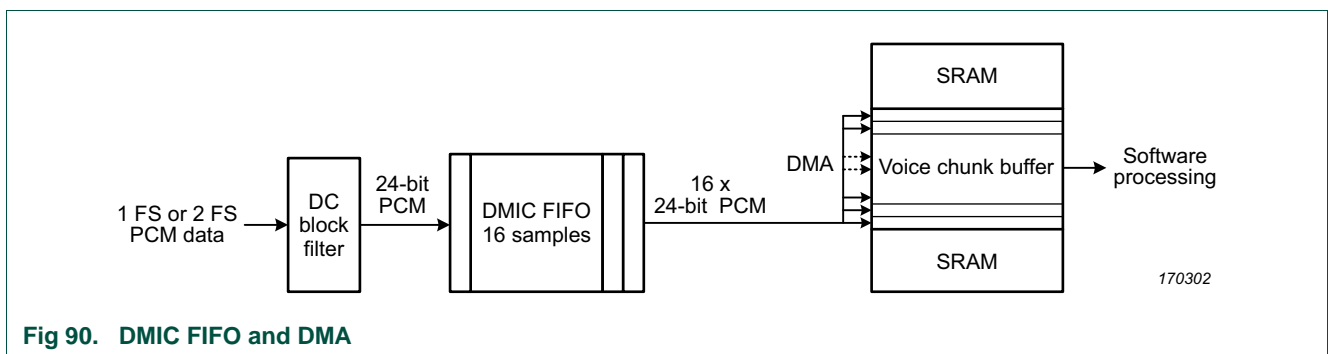 1 FS or 2 FS
PCM data
DC
block
filter
24-bit
PCM
DMIC FIFO
16 samples
16 x
24-bit PCM
DMA
SRAM
Voice chunk buffer
SRAM
Software
processing
170302
Fig 90. DMIC FIFO and DMA